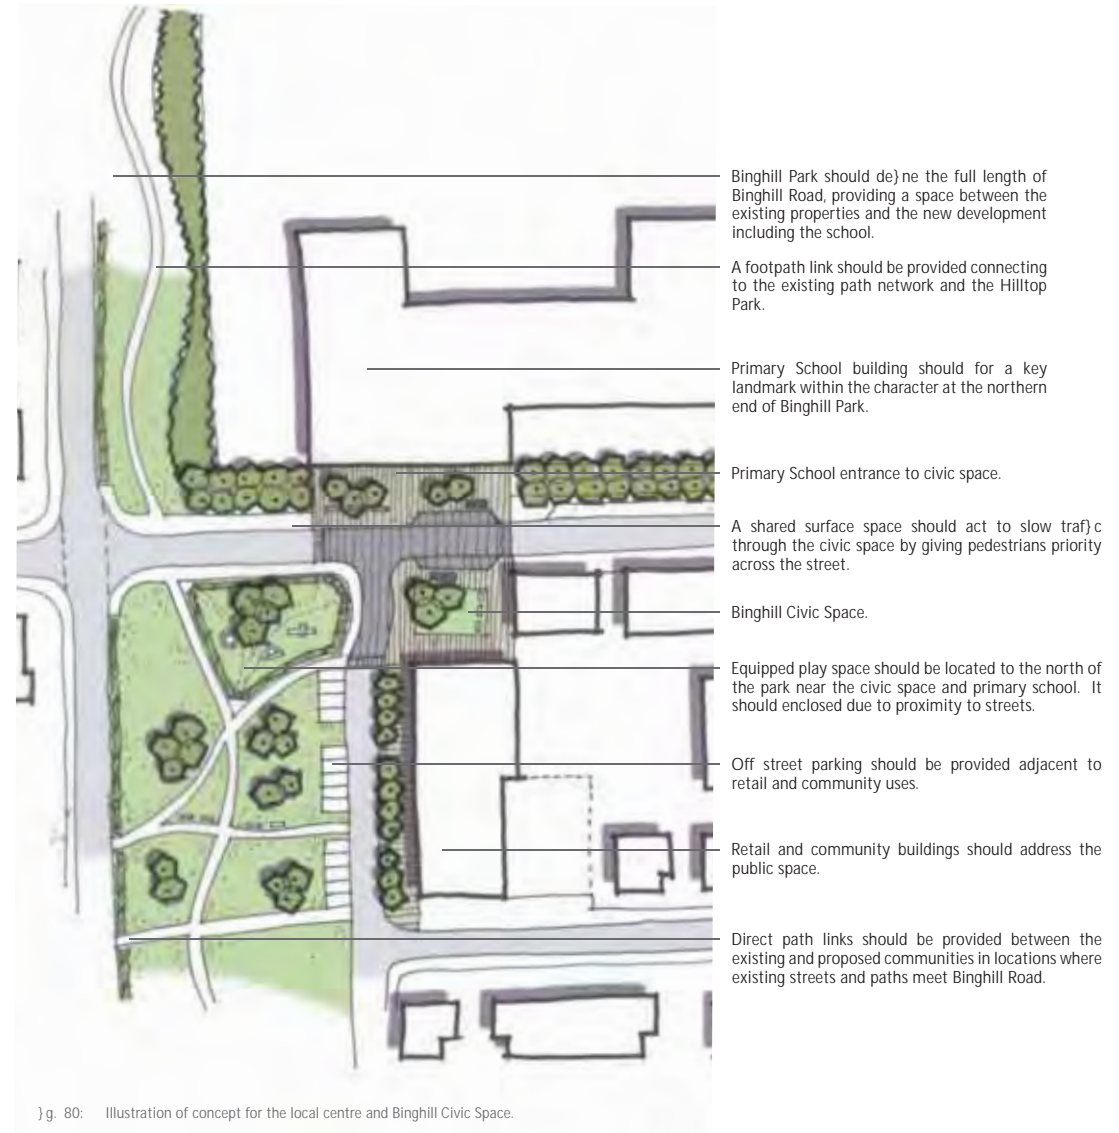 Binghill Park should de}ne the full length of
Binghill Road, providing a space between the
existing properties and the new development
including the school.
A footpath link should be provided connecting
to the existing path network and the Hilltop
Park.
Primary School building should for a key
landmark within the character at the northern
end of Binghill Park.
Primary School entrance to civic space.
A shared surface space should act to slow traf}c
through the civic space by giving pedestrians priority
across the street.
Binghill Civic Space.
Equipped play space should be located to the north of
the park near the civic space and primary school. It
should enclosed due to proximity to streets.
Off street parking should be provided adjacent to
retail and community uses.
Retail and community buildings should address the
public space.
Direct path links should be provided between the
existing and proposed communities in locations where
existing streets and paths meet Binghill Road.
}g. 80: Illustration of concept for the local centre and Binghill Civic Space.